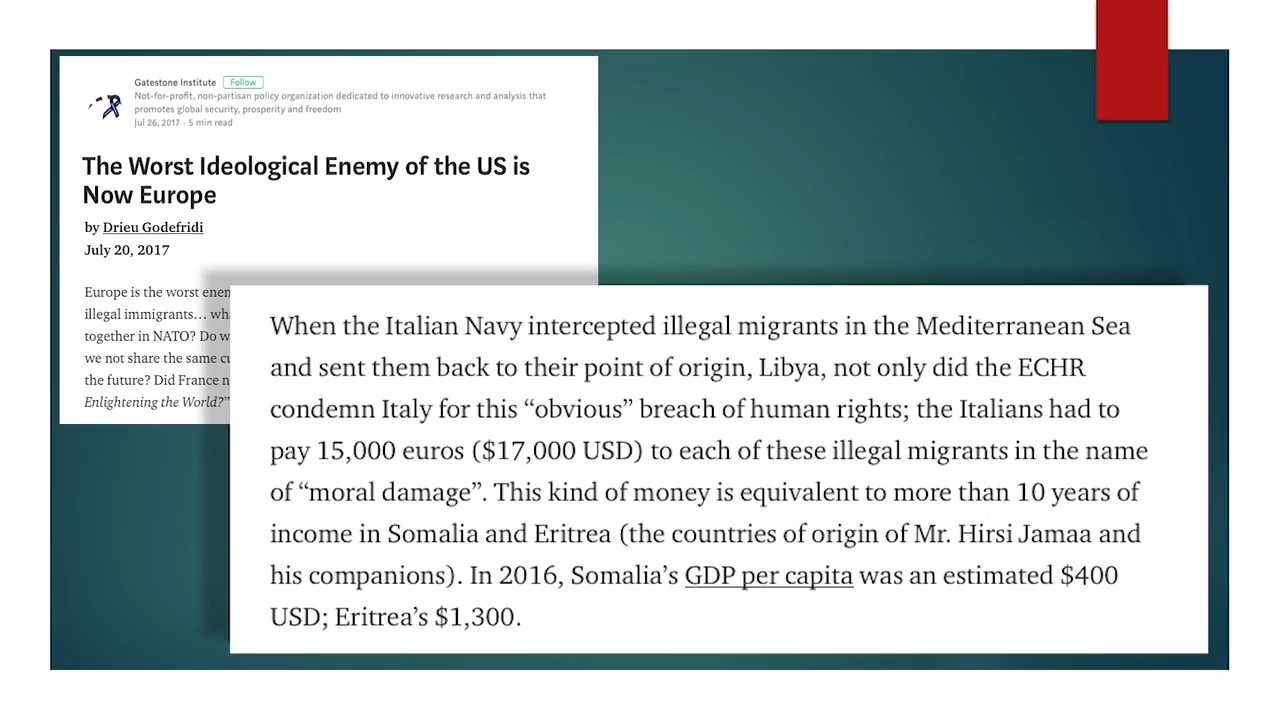 Gatestone Institute Follow
Not-for-profit, non-partisan policy organization dedicated to innovative research and analysis that
promotes global security, prosperity and freedom
Jul 26, 2017 · 5 min read
The Worst Ideological Enemy of the US is
Now Europe
by Drieu Godefridi
July 20, 2017
Europe is the worst
illegal immigrants…
together in NATO? Do
we not share the same
the future? Did France
Enlightening the World?”
When the Italian Navy intercepted illegal migrants in the Mediterranean Sea
and sent them back to their point of origin, Libya, not only did the ECHR
condemn Italy for this “obvious” breach of human rights; the Italians had to
pay 15,000 euros ($17,000 USD) to each of these illegal migrants in the name
of “moral damage”. This kind of money is equivalent to more than 10 years of
income in Somalia and Eritrea (the countries of origin of Mr. Hirsi Jamaa and
his companions). In 2016, Somalia’s GDP per capita was an estimated $400
USD; Eritrea’s $1,300.